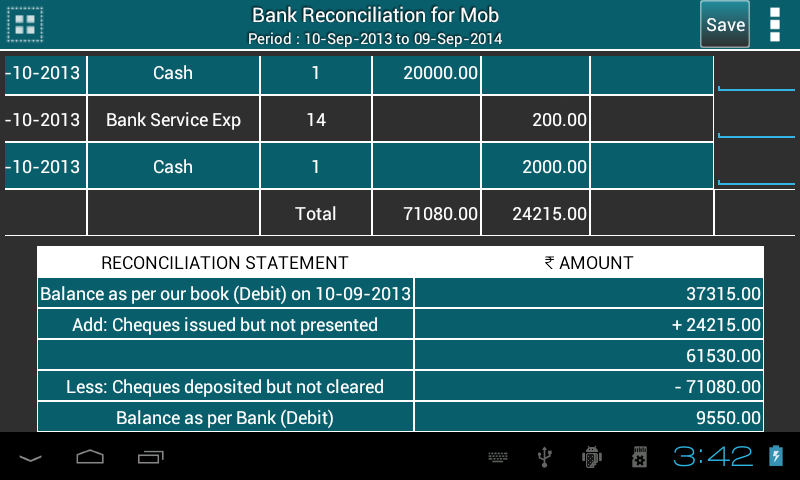 Bank Reconciliation for Mob
Period : 10-Sep-2013 to 09-Sep-2014
Save
-10-2013 Cash 1 20000.00
-10-2013 Bank Service Exp 14 200.00
-10-2013 Cash 1 2000.00
Total 71080.00 24215.00
RECONCILIATION STATEMENT ₹ AMOUNT
Balance as per our book (Debit) on 10-09-2013 37315.00
Add: Cheques issued but not presented + 24215.00
61530.00
Less: Cheques deposited but not cleared - 71080.00
Balance as per Bank (Debit) 9550.00
3:42